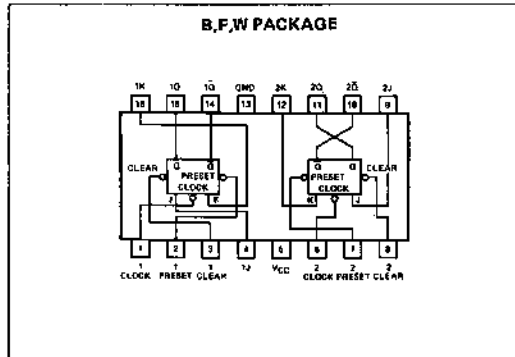 B,F,W PACKAGE
1K 1Q 1Q̅ GND 2K 2Q 2Q̅ 2J
16 15 14 13 12 11 10 9
Q Q̅ Q Q̅
CLEAR PRESET PRESET CLEAR
CLOCK CLOCK
J K K J
1 2 3 4 5 6 7 8
1 1 1 1J VCC 2 2 2
CLOCK PRESET CLEAR CLOCK PRESET CLEAR